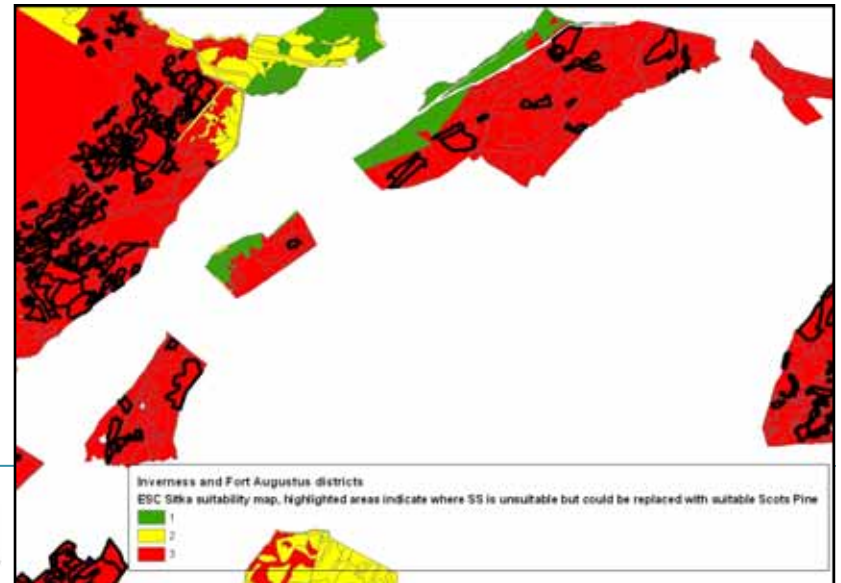 Inverness and Fort Augustus districts
ESC Sitka suitability map, highlighted areas indicate where SS is unsuitable but could be replaced with suitable Scots Pine
1
2
3